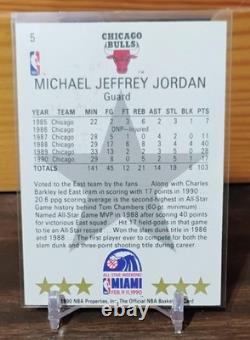 5
CHICAGO
BULLS
MICHAEL JEFFREY JORDAN
Guard
YEAR TEAM MIN FG FT REB AST STL BLK PTS
1985 Chicago 22 2 3 6 2 3 1 7
1986 Chicago DNP-Injured
1987 Chicago 28 5 1 0 4 2 0 11
1988 Chicago 29 17 6 8 3 4 4 40
1989 Chicago 33 13 2 2 3 5 0 28
1990 Chicago 29 8 0 5 2 5 1 17
TOTALS 141 45 12 21 14 19 6 103
Voted to the East team by the fans . . . Along with Charles
Barkley led East team in scoring with 17 points in 1990 . . .
20.6 ppg scoring average is the second highest in All-Star
Game history behind Tom Chambers (60-pt. minimum) . . .
Named All-Star Game MVP in 1988 after scoring 40 points
for victorious East squad . . . Hit 17 field goals in that game
to tie an All-Star record . . . Won slam dunk title in 1986 and
1988 . . . The first player ever to compete for both the slam
dunk and three-point shooting title during career.
ALL-STAR WEEKEND
MIAMI
FEB. 8-11, 1990
1990 NBA Properties, Inc. The Official NBA Basketball Card